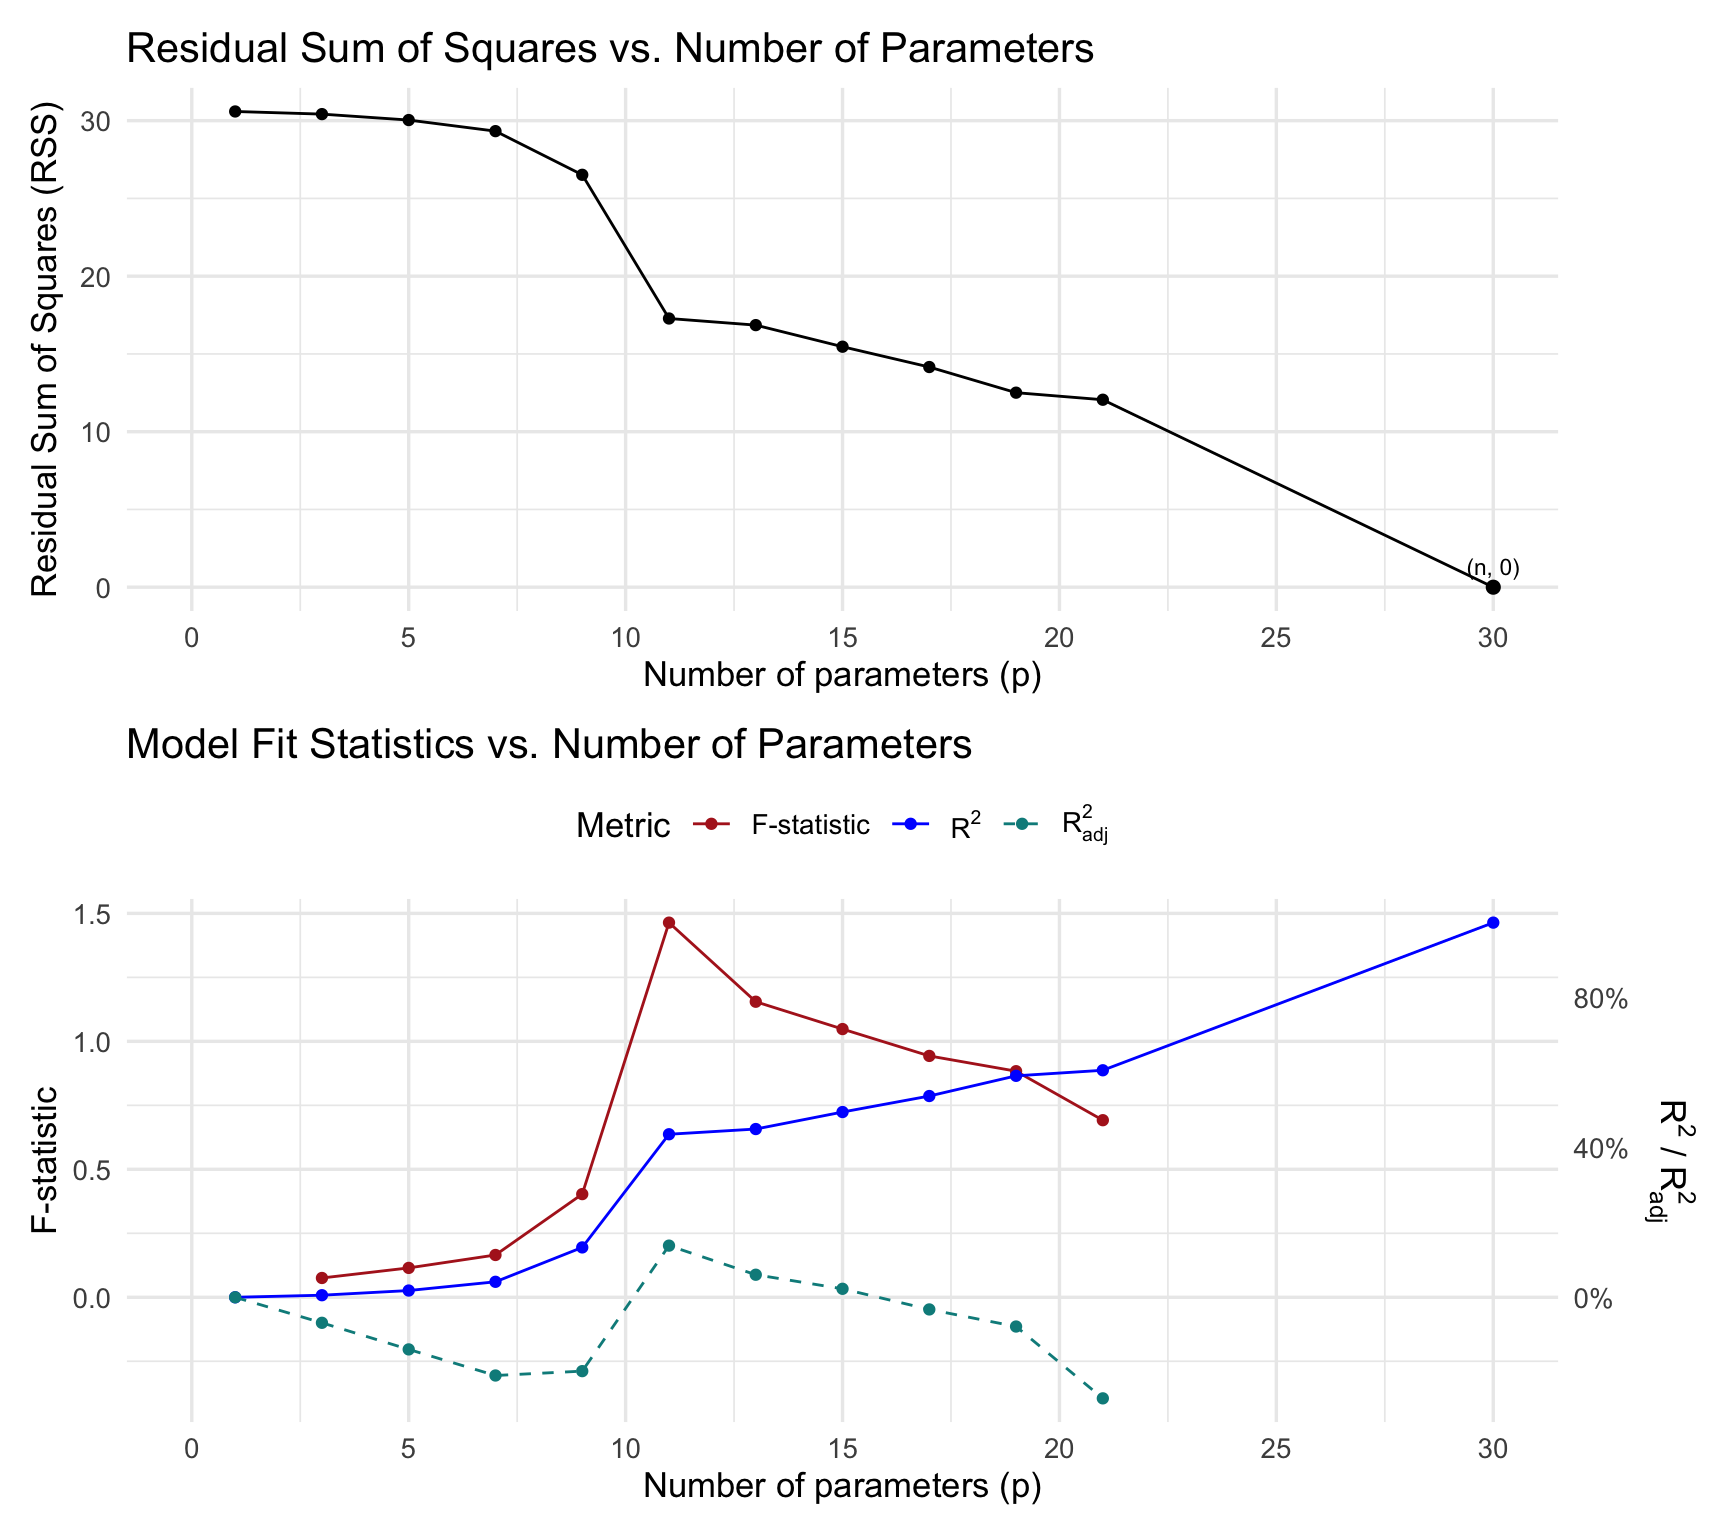 Residual Sum of Squares vs. Number of Parameters
Residual Sum of Squares (RSS)
30
20
10
0
(n, 0)
0 5 10 15 20 25 30
Number of parameters (p)
Model Fit Statistics vs. Number of Parameters
Metric F-statistic R² R²adj
F-statistic
1.5
1.0
0.5
0.0
80%
40%
0%
R² / R²adj
0 5 10 15 20 25 30
Number of parameters (p)